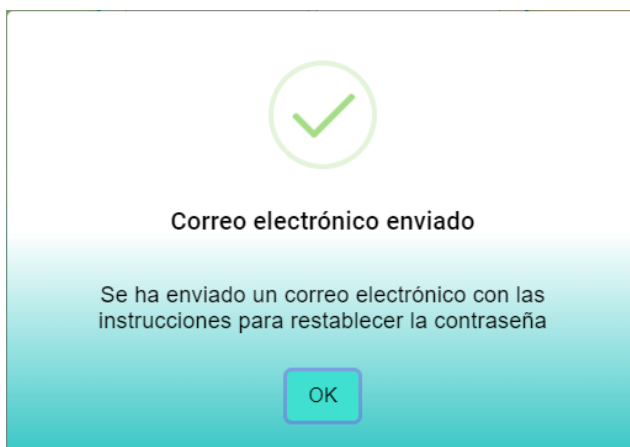 Correo electrónico enviado
Se ha enviado un correo electrónico con las
instrucciones para restablecer la contraseña
OK